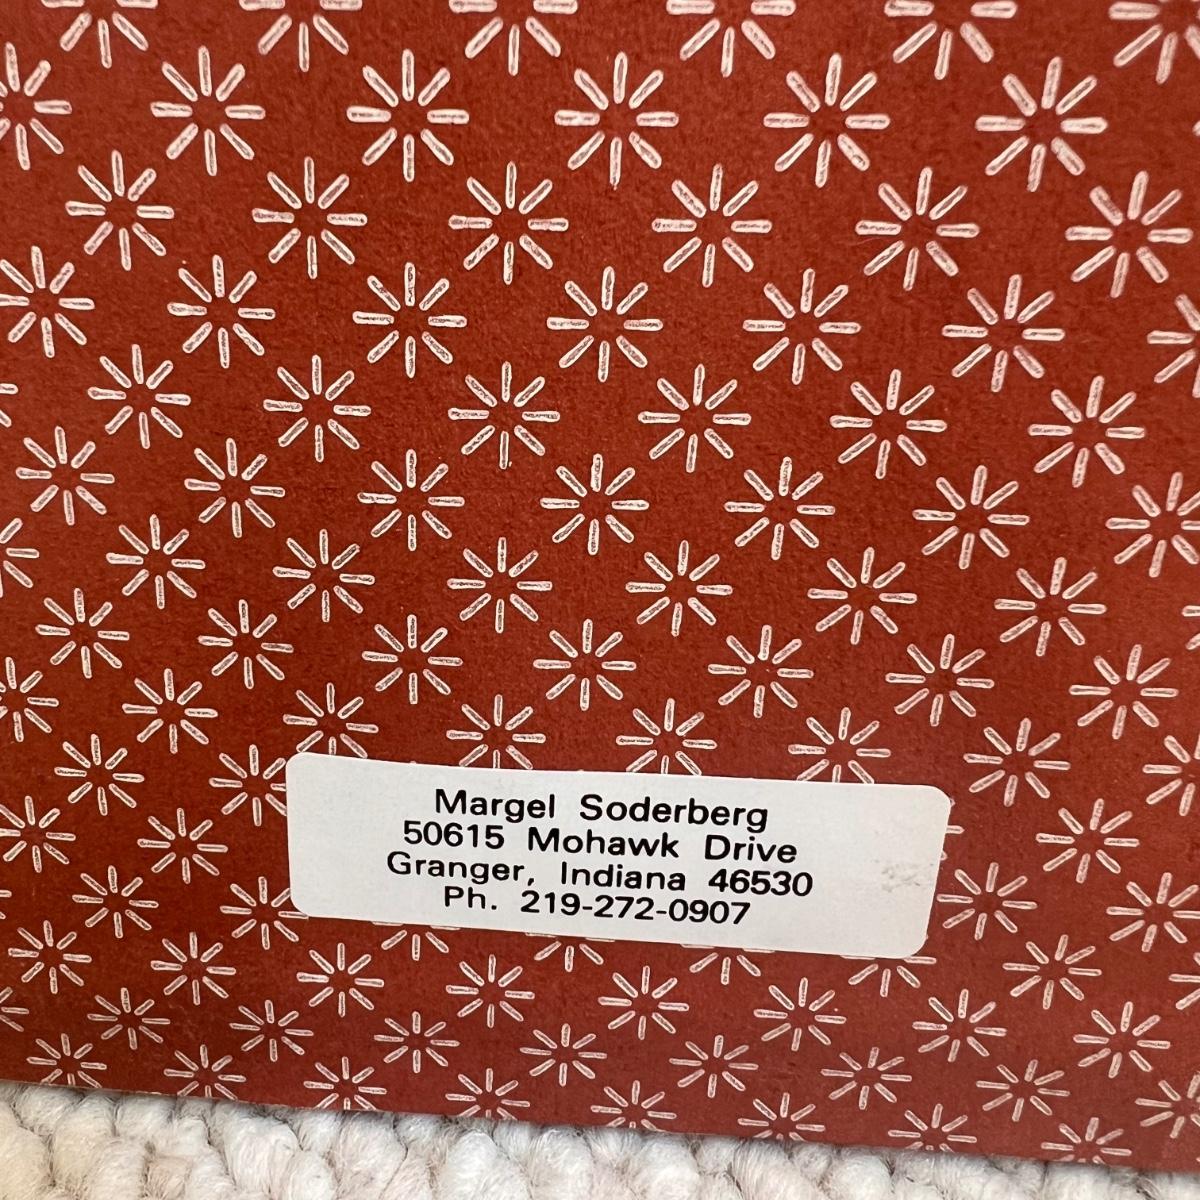 Margel Soderberg
50615 Mohawk Drive
Granger, Indiana 46530
Ph. 219-272-0907